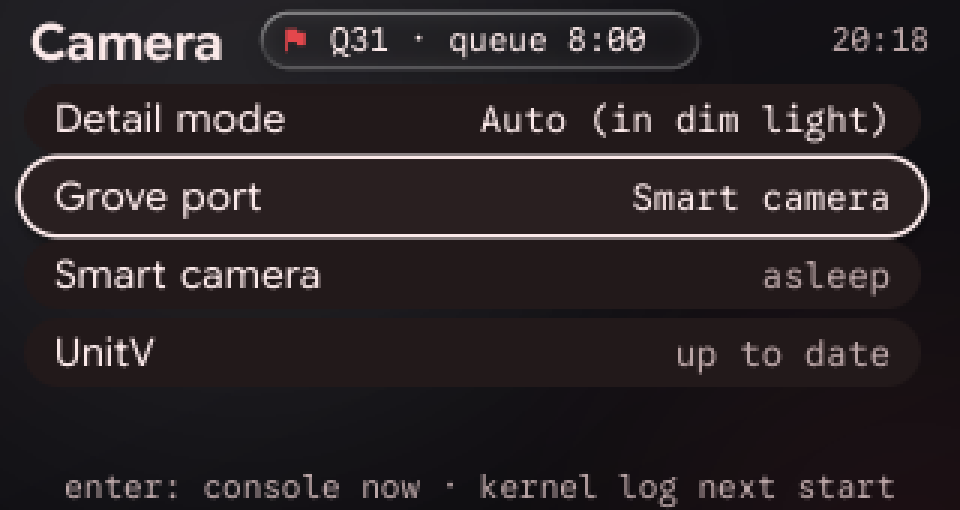 Camera Q31 · queue 8:00 20:18
Detail mode Auto (in dim light)
Grove port Smart camera
Smart camera asleep
UnitV up to date
enter: console now · kernel log next start